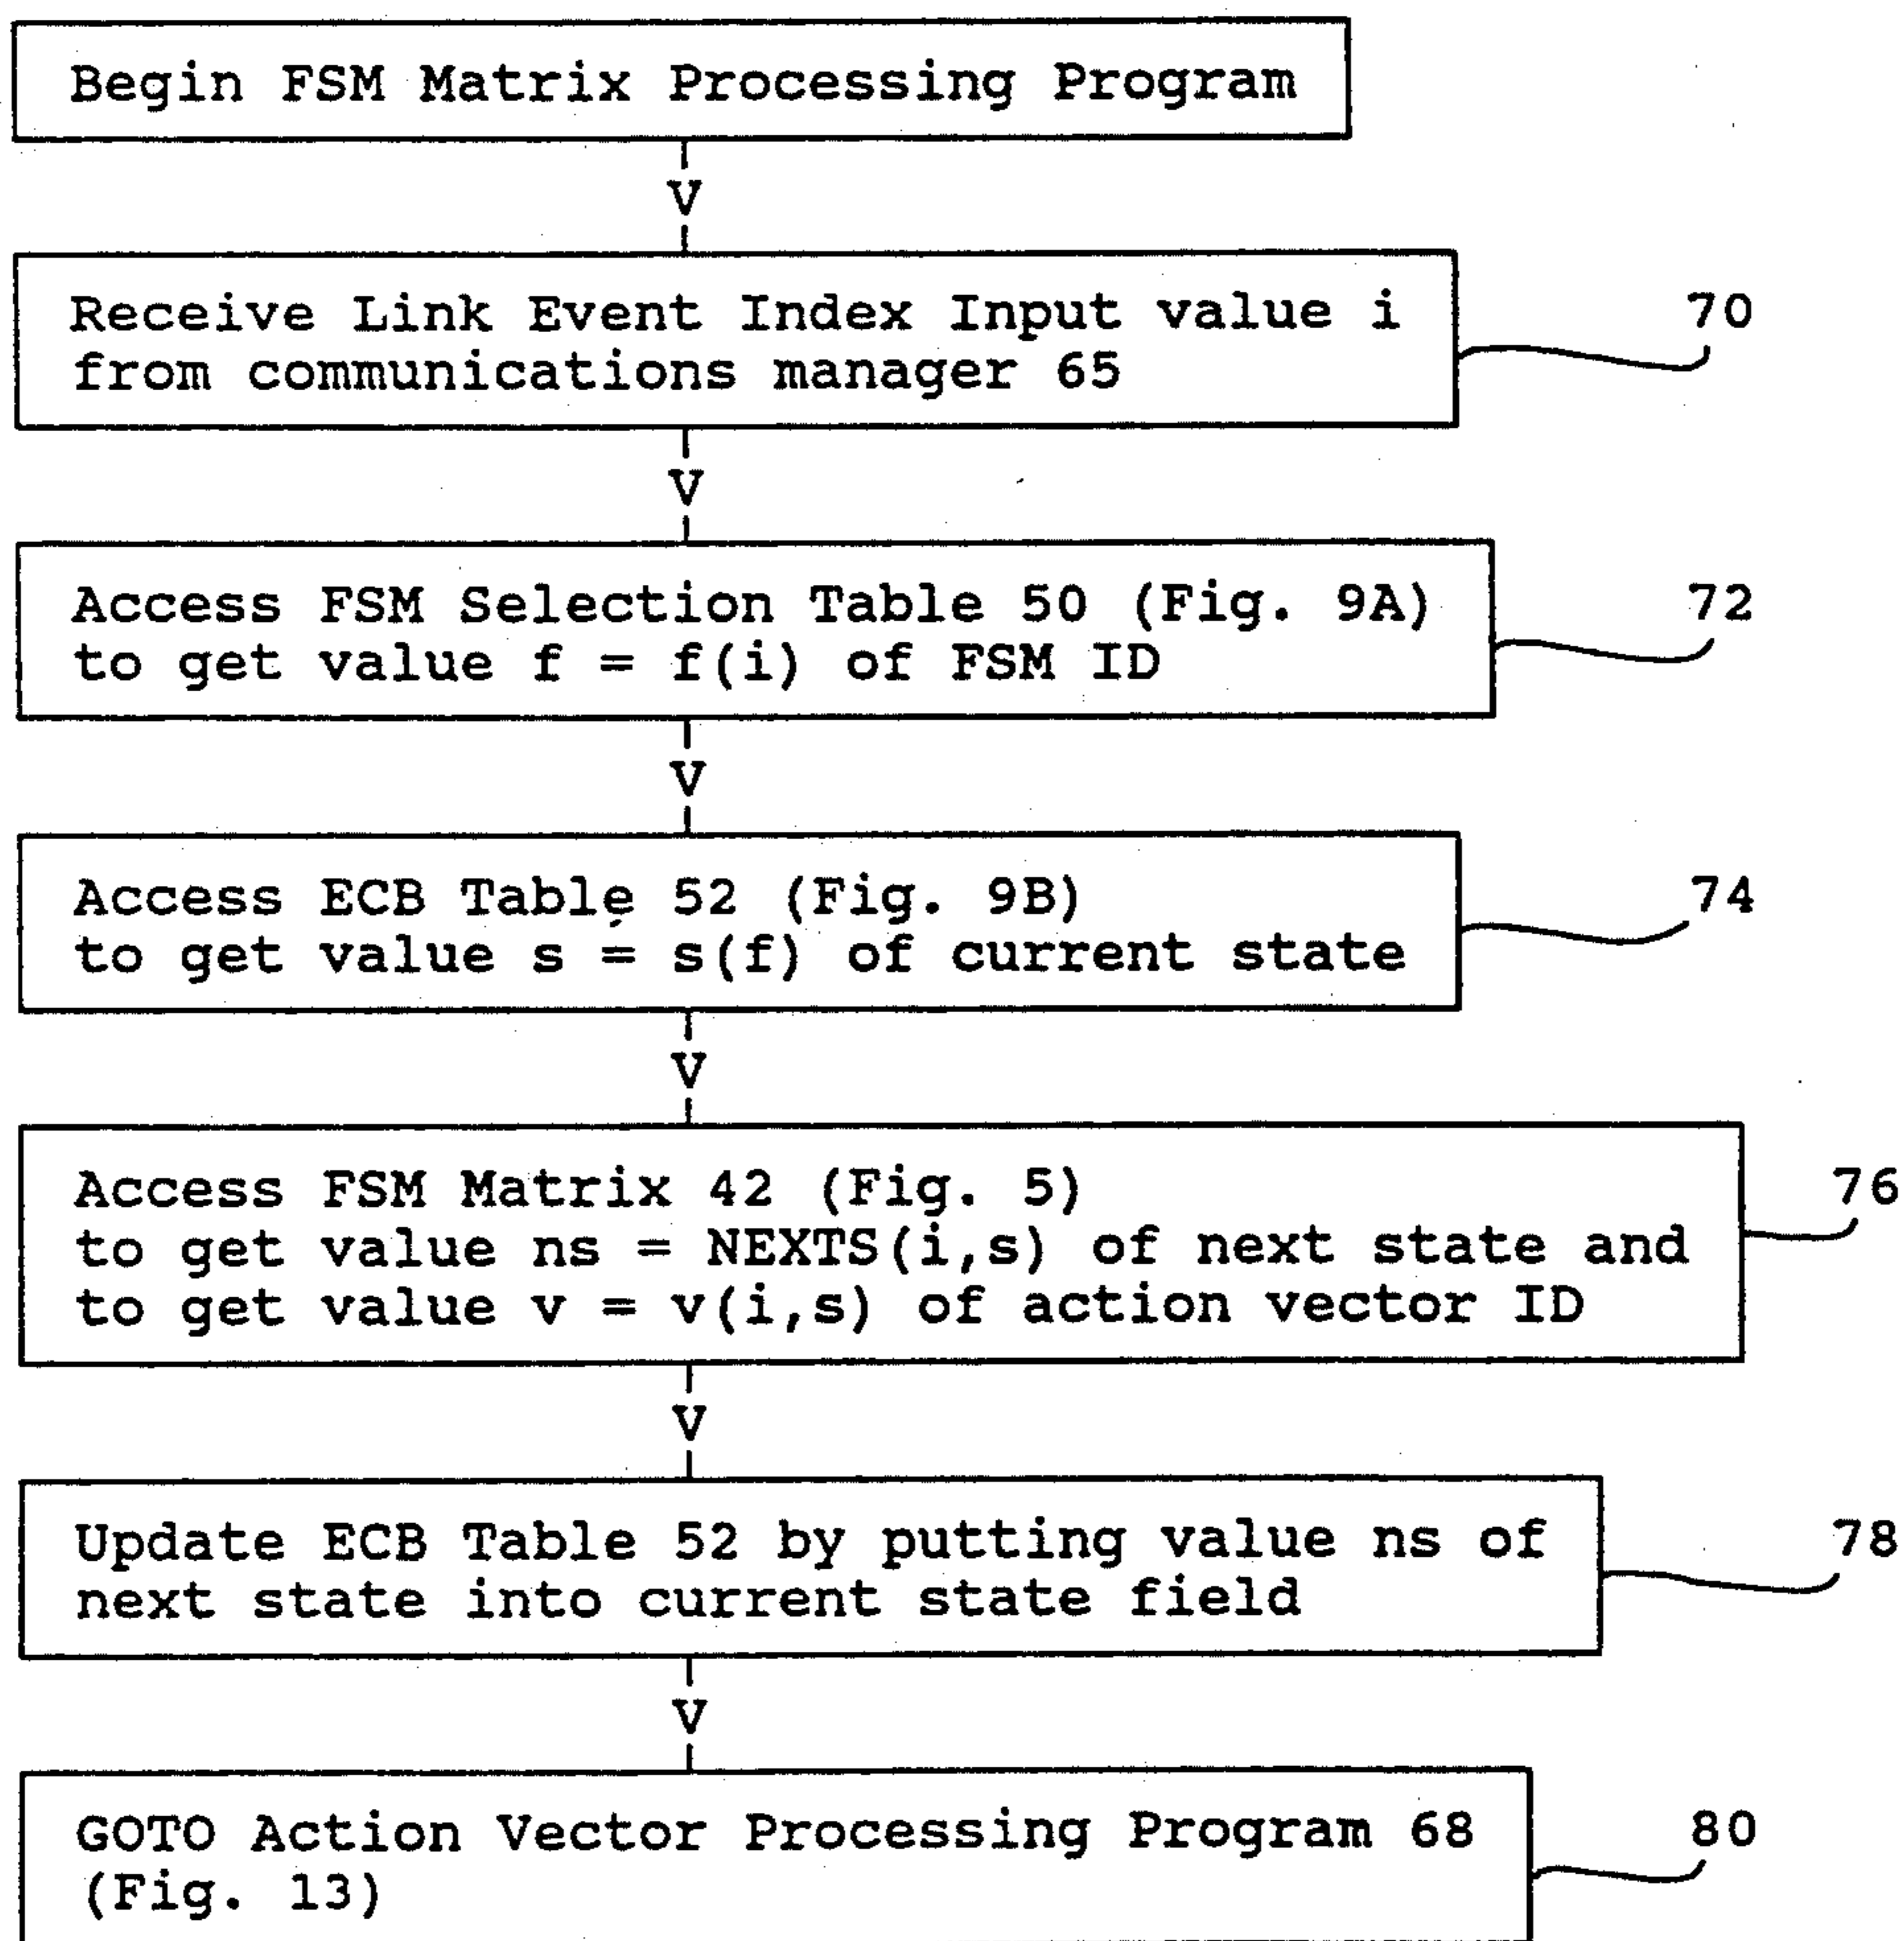 Begin FSM Matrix Processing Program
V
Receive Link Event Index Input value i
from communications manager 65
70
V
Access FSM Selection Table 50 (Fig. 9A)
to get value f = f(i) of FSM ID
72
V
Access ECB Table 52 (Fig. 9B)
to get value s = s(f) of current state
74
V
Access FSM Matrix 42 (Fig. 5)
to get value ns = NEXTS(i,s) of next state and
to get value v = v(i,s) of action vector ID
76
V
Update ECB Table 52 by putting value ns of
next state into current state field
78
V
GOTO Action Vector Processing Program 68
(Fig. 13)
80